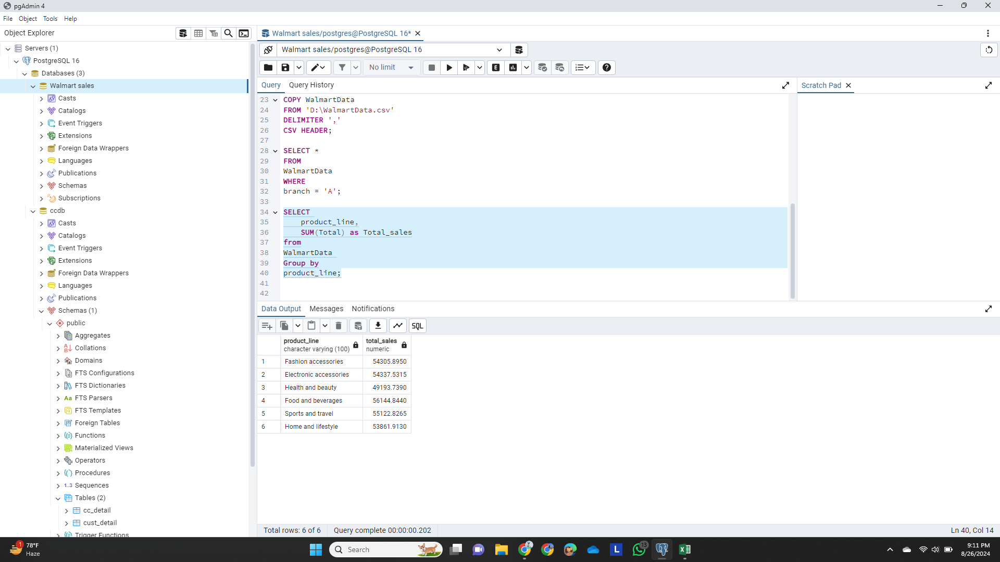 pgAdmin 4
File Object Tools Help
Object Explorer
Servers (1)
PostgreSQL 16
Databases (3)
Walmart sales
Casts
Catalogs
Event Triggers
Extensions
Foreign Data Wrappers
Languages
Publications
Schemas
Subscriptions
ccdb
Casts
Catalogs
Event Triggers
Extensions
Foreign Data Wrappers
Languages
Publications
Schemas (1)
public
Aggregates
Collations
Domains
FTS Configurations
FTS Dictionaries
Aa FTS Parsers
FTS Templates
Foreign Tables
Functions
Materialized Views
Operators
Procedures
1..3 Sequences
Tables (2)
cc_detail
cust_detail
Trigger Functions
Walmart sales/postgres@PostgreSQL 16*
Walmart sales/postgres@PostgreSQL 16
No limit
E
Query Query History
Scratch Pad
23 COPY WalmartData
24 FROM 'D:\WalmartData.csv'
25 DELIMITER ','
26 CSV HEADER;
27
28 SELECT *
29 FROM
30 WalmartData
31 WHERE
32 branch = 'A';
33
34 SELECT
35 product_line,
36 SUM(Total) as Total_sales
37 from
38 WalmartData
39 Group by
40 product_line;
41
42
Data Output Messages Notifications
SQL
product_line total_sales
character varying (100) numeric
1 Fashion accessories 54305.8950
2 Electronic accessories 54337.5315
3 Health and beauty 49193.7390
4 Food and beverages 56144.8440
5 Sports and travel 55122.8265
6 Home and lifestyle 53861.9130
Total rows: 6 of 6 Query complete 00:00:00.202 Ln 40, Col 14
1
78°F
Haze
Search
L
13
9:11 PM
8/26/2024